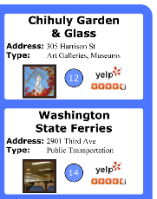 Chihuly Garden
& Glass
Address: 305 Harrison St
Type: Art Galleries, Museums
12
yelp
Washington
State Ferries
Address: 2901 Third Ave
Type: Public Transportation
14
yelp